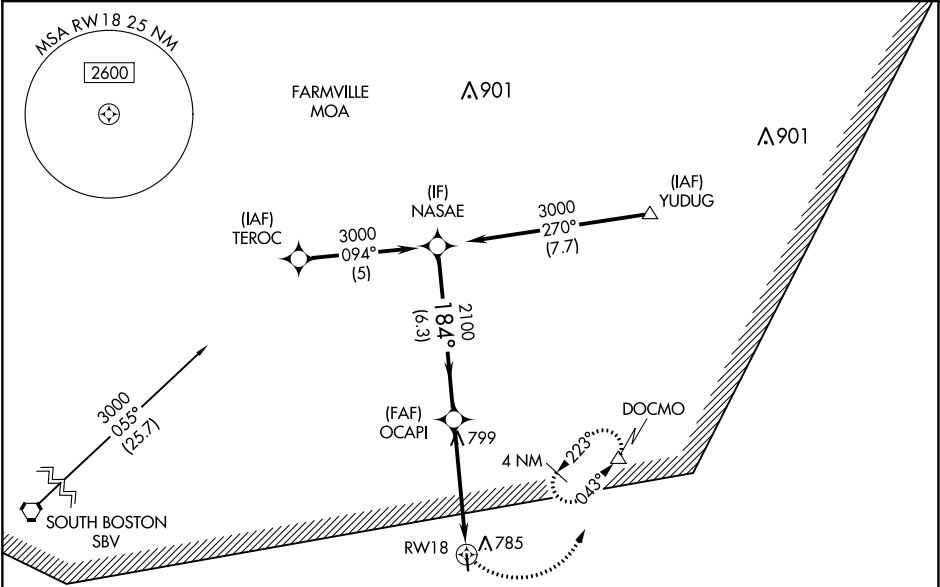 MSA RW18 25 NM
2600
FARMVILLE
MOA
901
901
(IAF)
TEROC
3000
094°
(5)
(IF)
NASAE
3000
270°
(7.7)
(IAF)
YUDUG
2100
184°
(6.3)
3000
055°
(25.7)
(FAF)
OCAPI
799
DOCMO
4 NM
223°
043°
SOUTH BOSTON
SBV
RW18
785